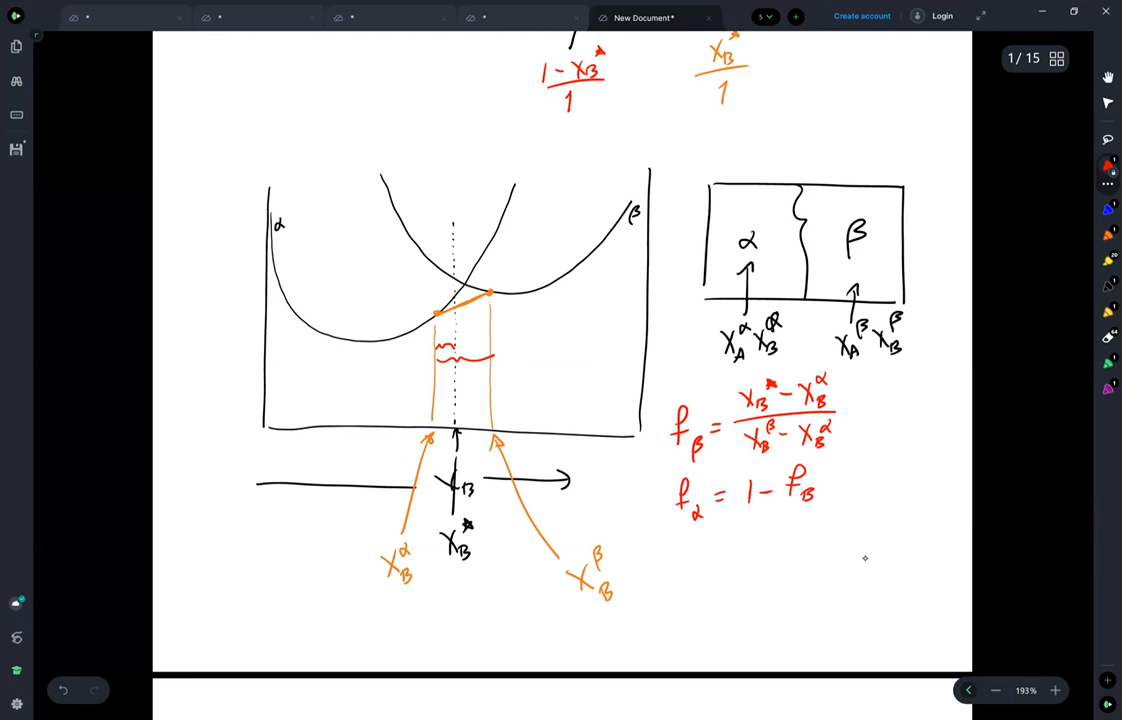 * * * * New Document* 5 Create account Login
1 / 15
1 - X_B^* / 1
X_B^* / 1
α β
α β
X_A^α X_B^α X_A^β X_B^β
f_β = (X_B^* - X_B^α) / (X_B^β - X_B^α)
X_B
f_α = 1 - f_β
X_B^*
X_B^α X_B^β
193%